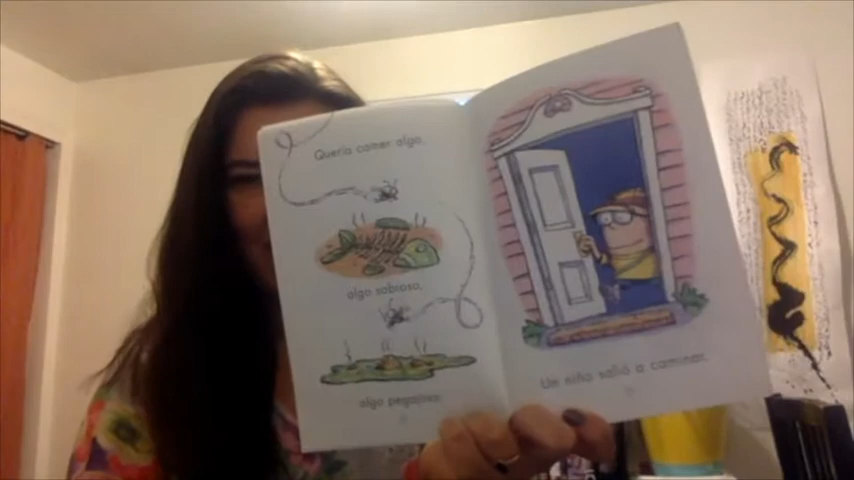 Quería comer algo,
algo sabroso,
algo pegajoso.
Un niño salió a caminar.